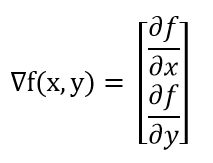 ∇f(x, y) = [∂f/∂x
∂f/∂y]